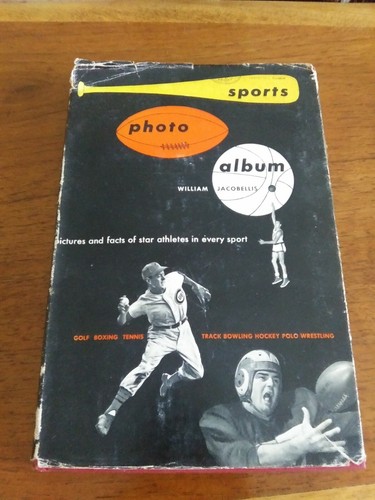 sports
photo
album
WILLIAM JACOBELLIS
pictures and facts of star athletes in every sport
GOLF BOXING TENNIS TRACK BOWLING HOCKEY POLO WRESTLING